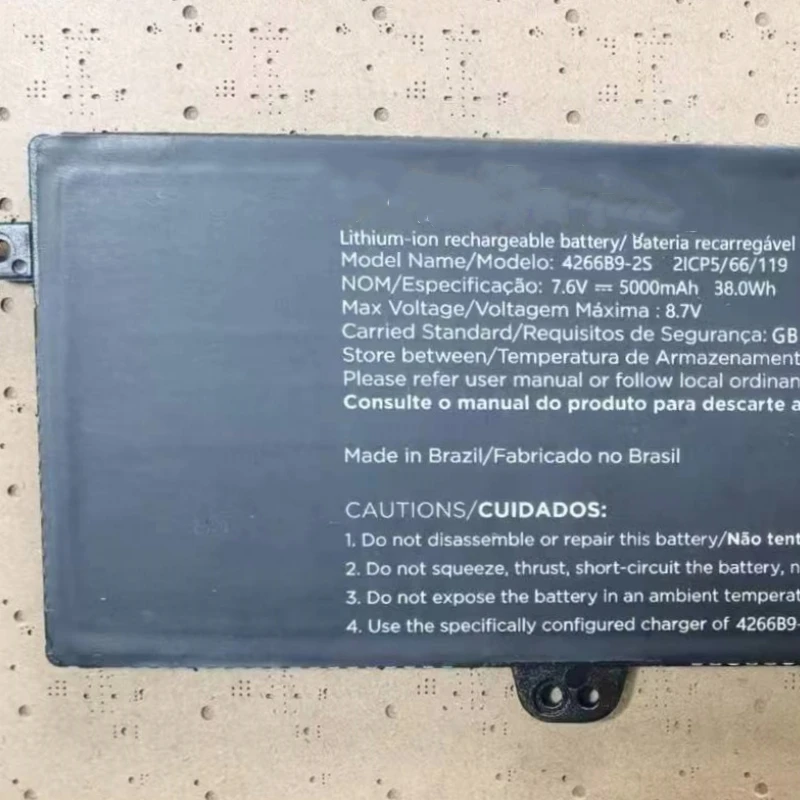 Lithium-ion rechargeable battery/ Bateria recarregável
Model Name/Modelo: 4266B9-2S 2ICP5/66/119
NOM/Especificação: 7.6V ⎓ 5000mAh 38.0Wh
Max Voltage/Voltagem Máxima : 8.7V
Carried Standard/Requisitos de Segurança: GB
Store between/Temperatura de Armazenament
Please refer user manual or follow local ordinan
Consulte o manual do produto para descarte a
Made in Brazil/Fabricado no Brasil
CAUTIONS/CUIDADOS:
1. Do not disassemble or repair this battery/Não tent
2. Do not squeeze, thrust, short-circuit the battery, n
3. Do not expose the battery in an ambient temperat
4. Use the specifically configured charger of 4266B9-